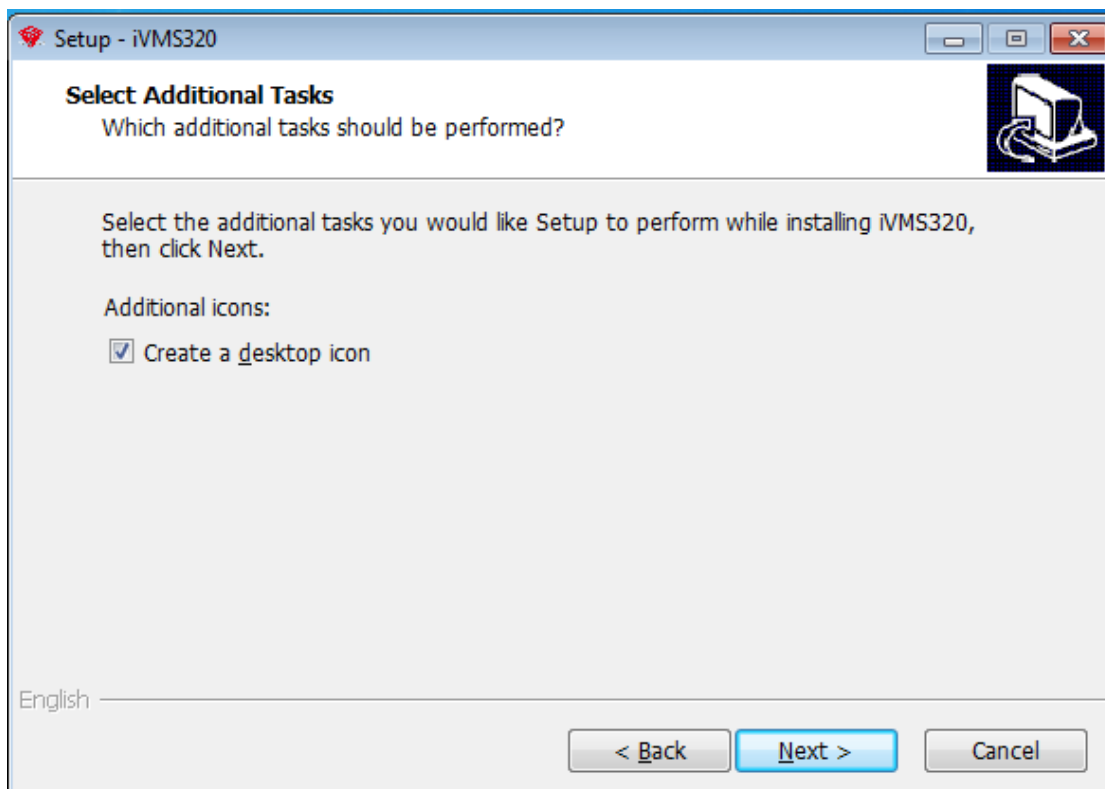 Setup - iVMS320
Select Additional Tasks
Which additional tasks should be performed?
Select the additional tasks you would like Setup to perform while installing iVMS320,
then click Next.
Additional icons:
Create a desktop icon
English
< Back
Next >
Cancel